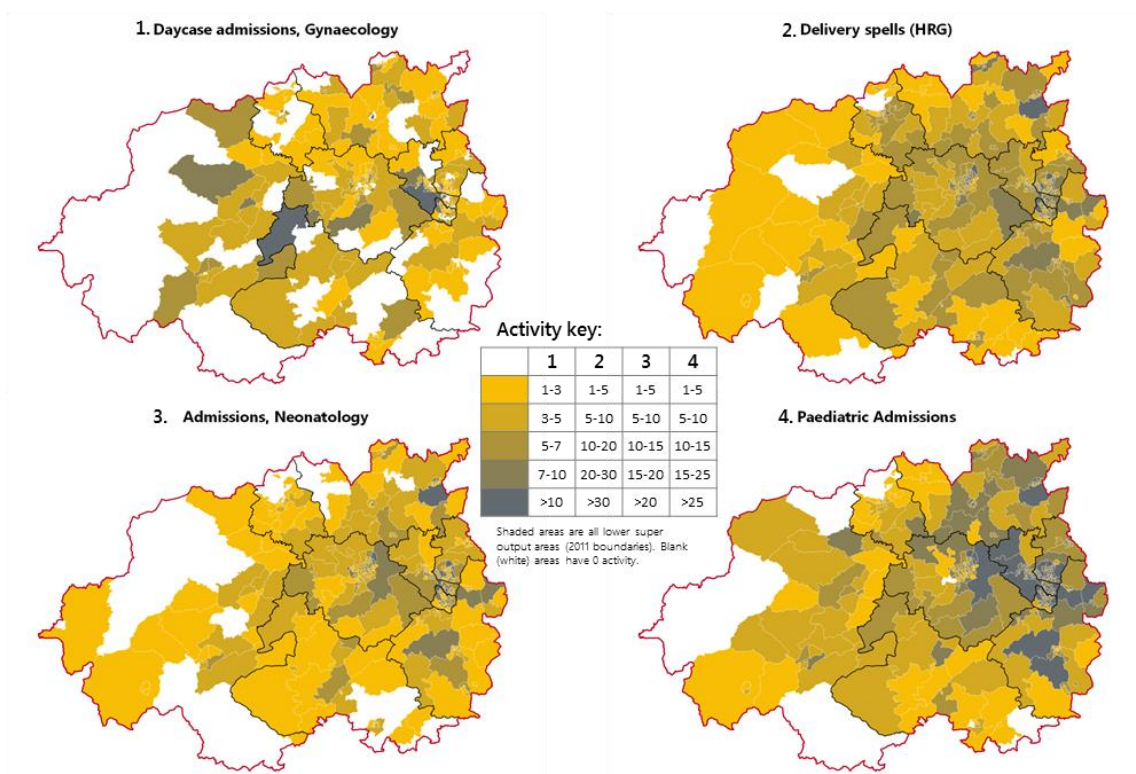 1. Daycase admissions, Gynaecology
2. Delivery spells (HRG)
Activity key:
1 2 3 4
1-3 1-5 1-5 1-5
3-5 5-10 5-10 5-10
5-7 10-20 10-15 10-15
7-10 20-30 15-20 15-25
>10 >30 >20 >25
Shaded areas are all lower super
output areas (2011 boundaries). Blank
(white) areas have 0 activity.
3. Admissions, Neonatology
4. Paediatric Admissions